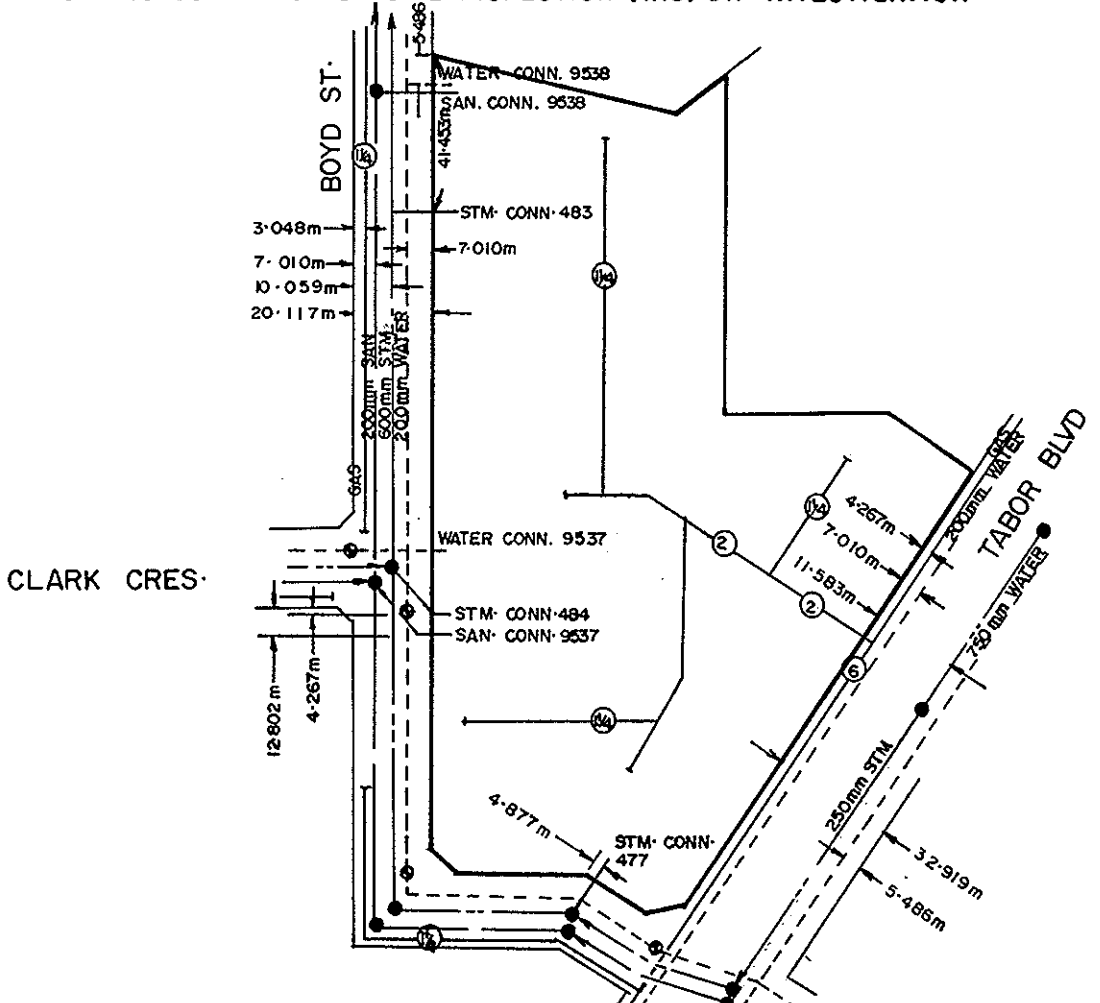 5·486
WATER CONN. 9538
SAN. CONN. 9538
BOYD ST.
41·453m
1¼
STM· CONN· 483
3·048m
7·010m
7·010m
10·059m
20·117m
1¼
200mm SAN
600mm STM.
200mm WATER
GAS
GAS
200mm WATER
TABOR BLVD
1¼
4·267m
7·010m
11·583m
2
2
6
WATER CONN. 9537
CLARK CRES·
STM· CONN·484
SAN· CONN·9537
12·802m
4·267m
1¼
750mm WATER
250mm STM
4·877m
STM· CONN·
477
32·919m
5·486m